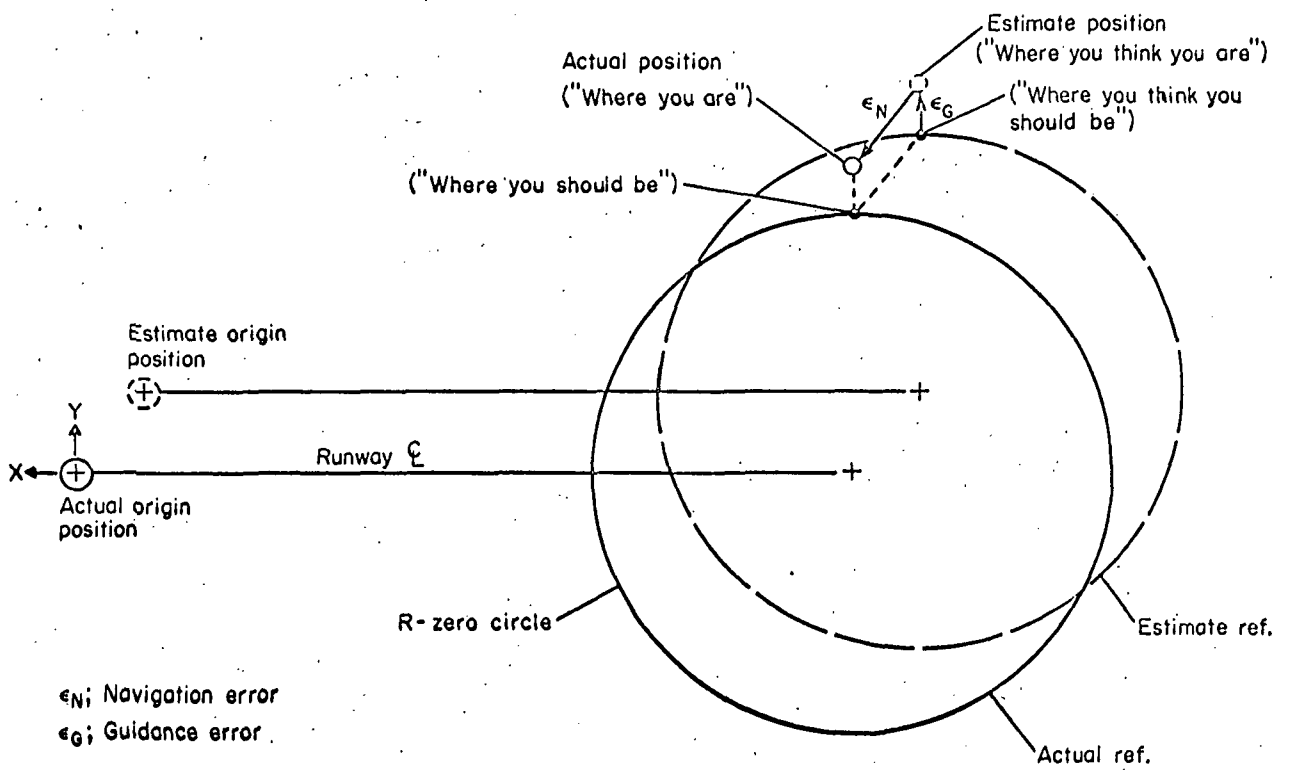 Estimate position
("Where you think you are")
Actual position
("Where you are")
("Where you think you
should be")
ϵN
ϵG
("Where you should be")
Estimate origin
position
Y
X
Runway ℄
Actual origin
position
R-zero circle
Estimate ref.
Actual ref.
ϵN; Navigation error
ϵG; Guidance error